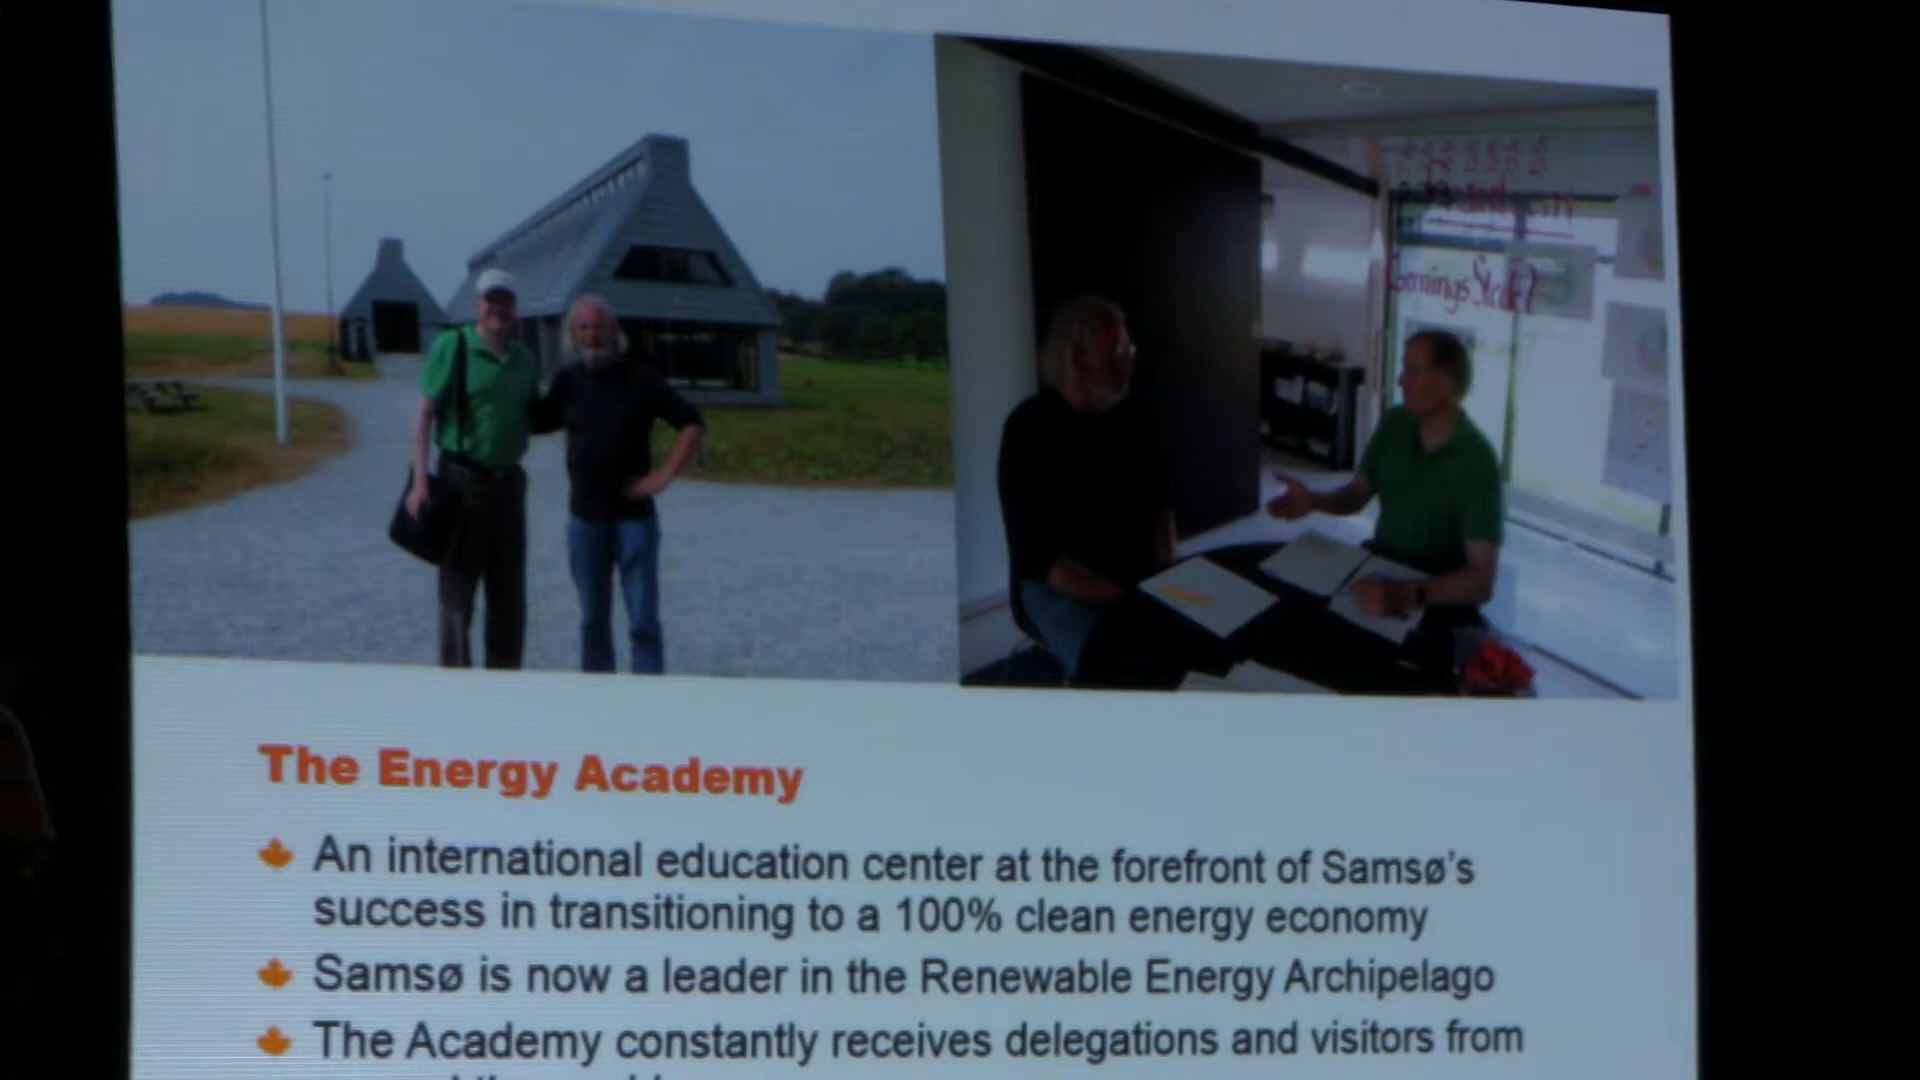 The Energy Academy
An international education center at the forefront of Samsø's
success in transitioning to a 100% clean energy economy
Samsø is now a leader in the Renewable Energy Archipelago
The Academy constantly receives delegations and visitors from